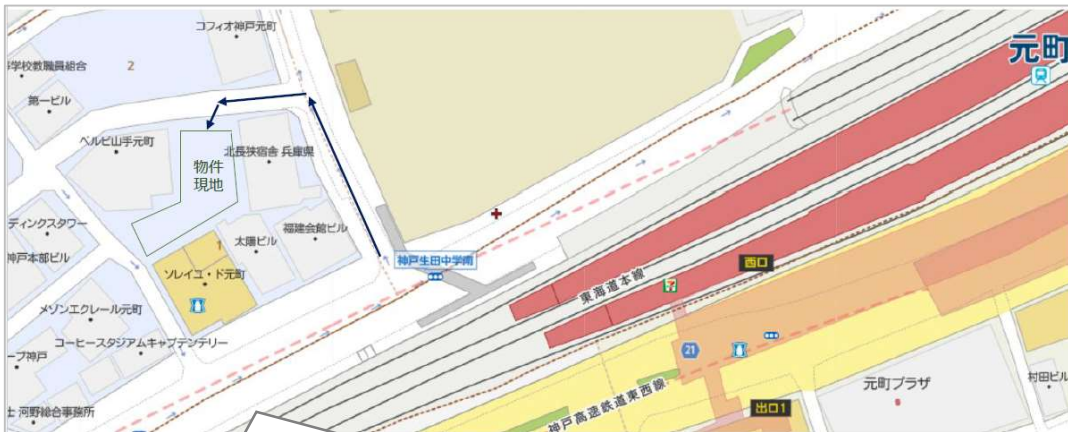 コフィオ神戸元町
元町
学校教職員組合
2
第一ビル
ベルビ山手元町
北長狭宿舎 兵庫県
物件
現地
ディンクスタワー
神戸本部ビル
1
太陽ビル
福建会館ビル
神戸生田中学南
ソレイユ・ド元町
西口
東海道本線
メゾンエクレール元町
コーヒースタジアムキャプテンテリー
ープ神戸
21
元町プラザ
村田ビル
神戸高速鉄道東西線
出口1
士 河野総合事務所